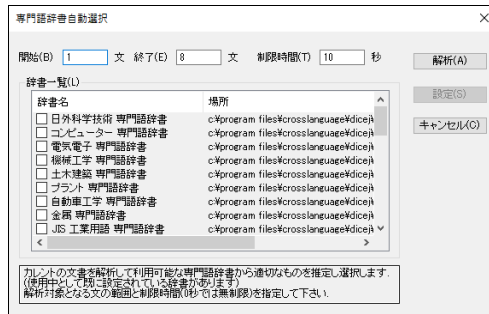 専門語辞書自動選択
開始(B) 1 文 終了(E) 8 文 制限時間(T) 10 秒
解析(A)
設定(S)
キャンセル(C)
辞書一覧(L)
辞書名 場所
日外科学技術 専門語辞書 c:¥program files¥crosslanguage¥dicejk
コンピューター 専門語辞書 c:¥program files¥crosslanguage¥dicejk
電気電子 専門語辞書 c:¥program files¥crosslanguage¥dicejk
機械工学 専門語辞書 c:¥program files¥crosslanguage¥dicejk
土木建築 専門語辞書 c:¥program files¥crosslanguage¥dicejk
プラント 専門語辞書 c:¥program files¥crosslanguage¥dicejk
自動車工学 専門語辞書 c:¥program files¥crosslanguage¥dicejk
金属 専門語辞書 c:¥program files¥crosslanguage¥dicejk
JIS 工業用語 専門語辞書 c:¥program files¥crosslanguage¥dicejk
カレントの文書を解析して利用可能な専門語辞書から適切なものを推定し選択します.
(使用中として既に設定されている辞書があります)
解析対象となる文の範囲と制限時間(0秒では無制限)を指定して下さい.